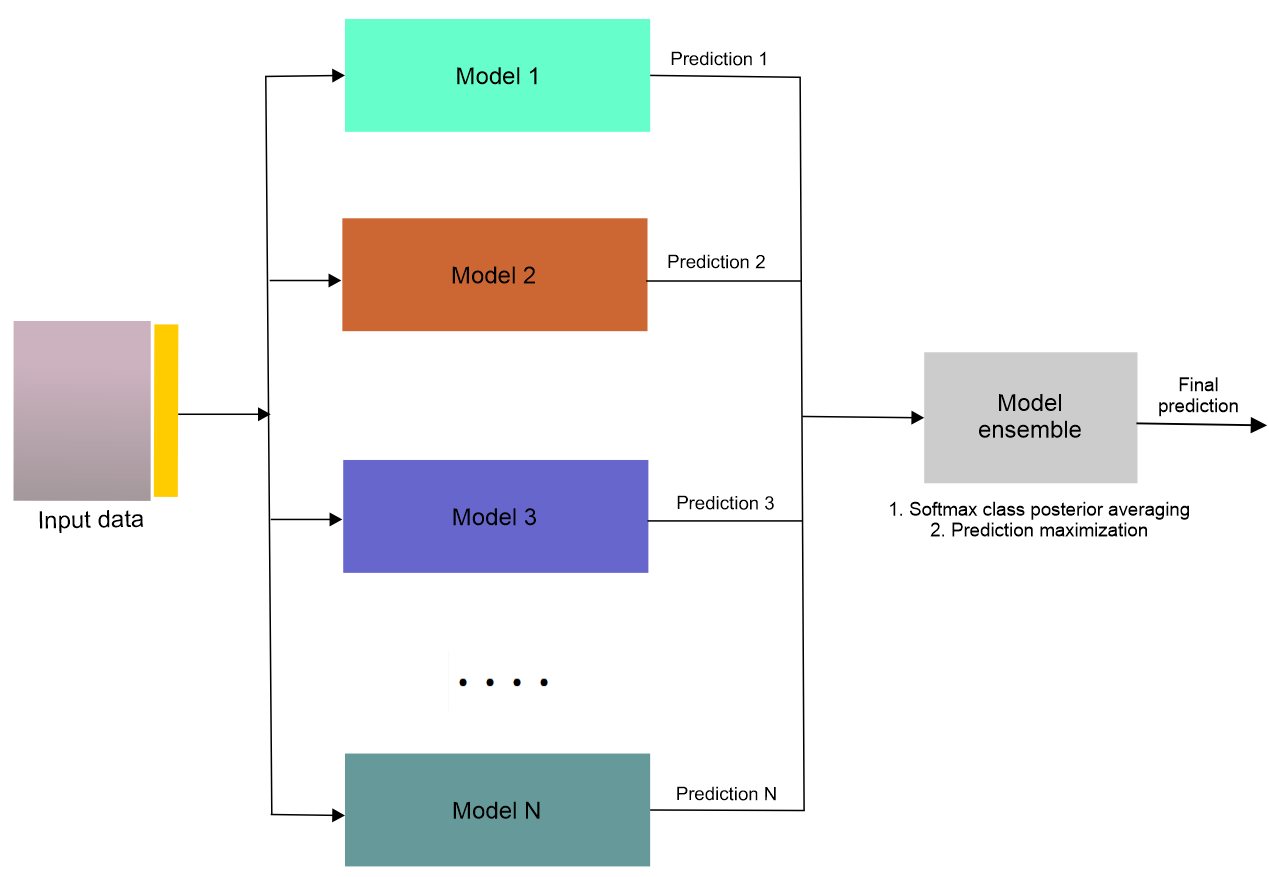 Prediction 1
Model 1
Prediction 2
Model 2
Input data
Prediction 3
Model 3
. . . .
Prediction N
Model N
Model
ensemble
Final
prediction
1. Softmax class posterior averaging
2. Prediction maximization